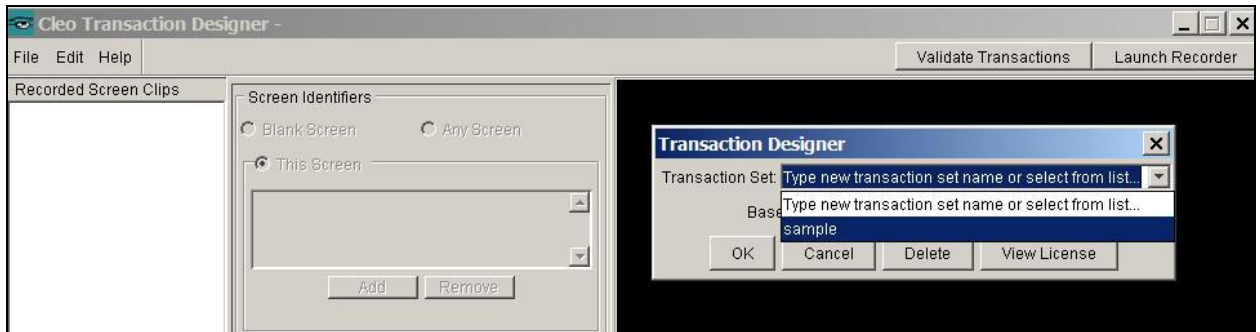 Cleo Transaction Designer -
File Edit Help
Validate Transactions
Launch Recorder
Recorded Screen Clips
Screen Identifiers
Blank Screen
Any Screen
This Screen
Add
Remove
Transaction Designer
Transaction Set: Type new transaction set name or select from list...
Type new transaction set name or select from list...
Base
sample
OK
Cancel
Delete
View License